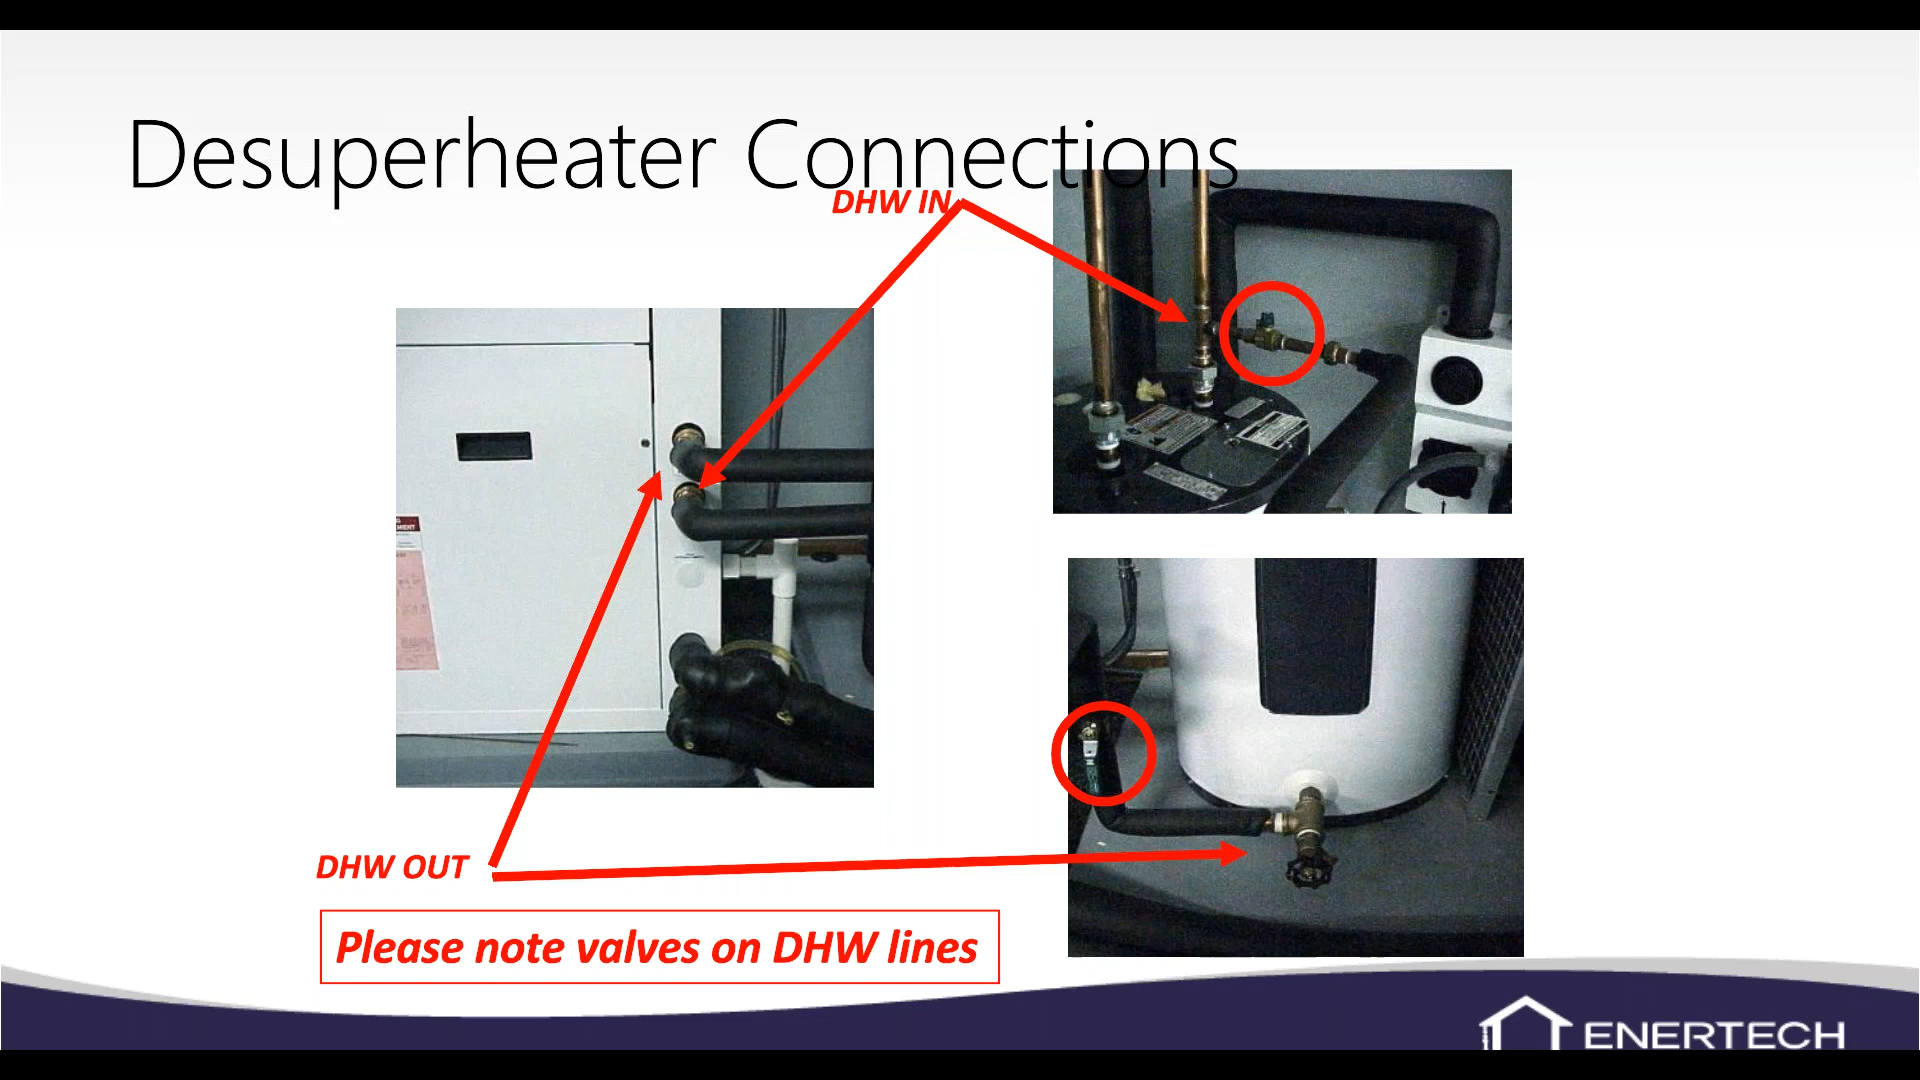 Desuperheater Connections
DHW IN
DHW OUT
Please note valves on DHW lines
ENERTECH